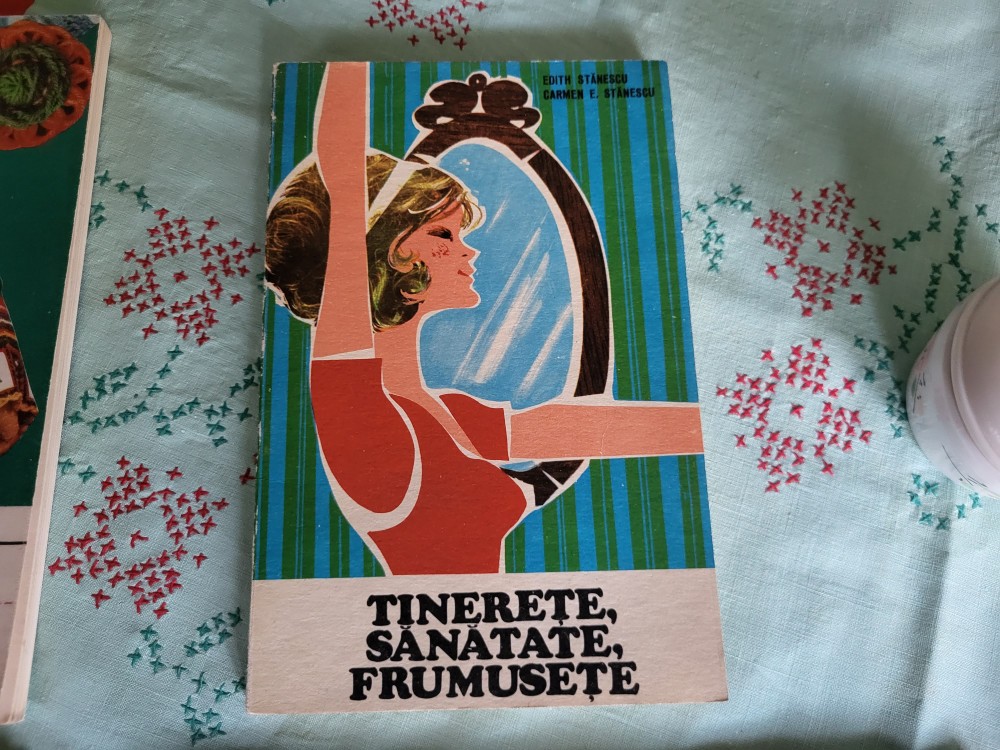 EDITH STĂNESCU
CARMEN E. STĂNESCU
TINEREȚE,
SĂNĂTATE,
FRUMUSEȚE